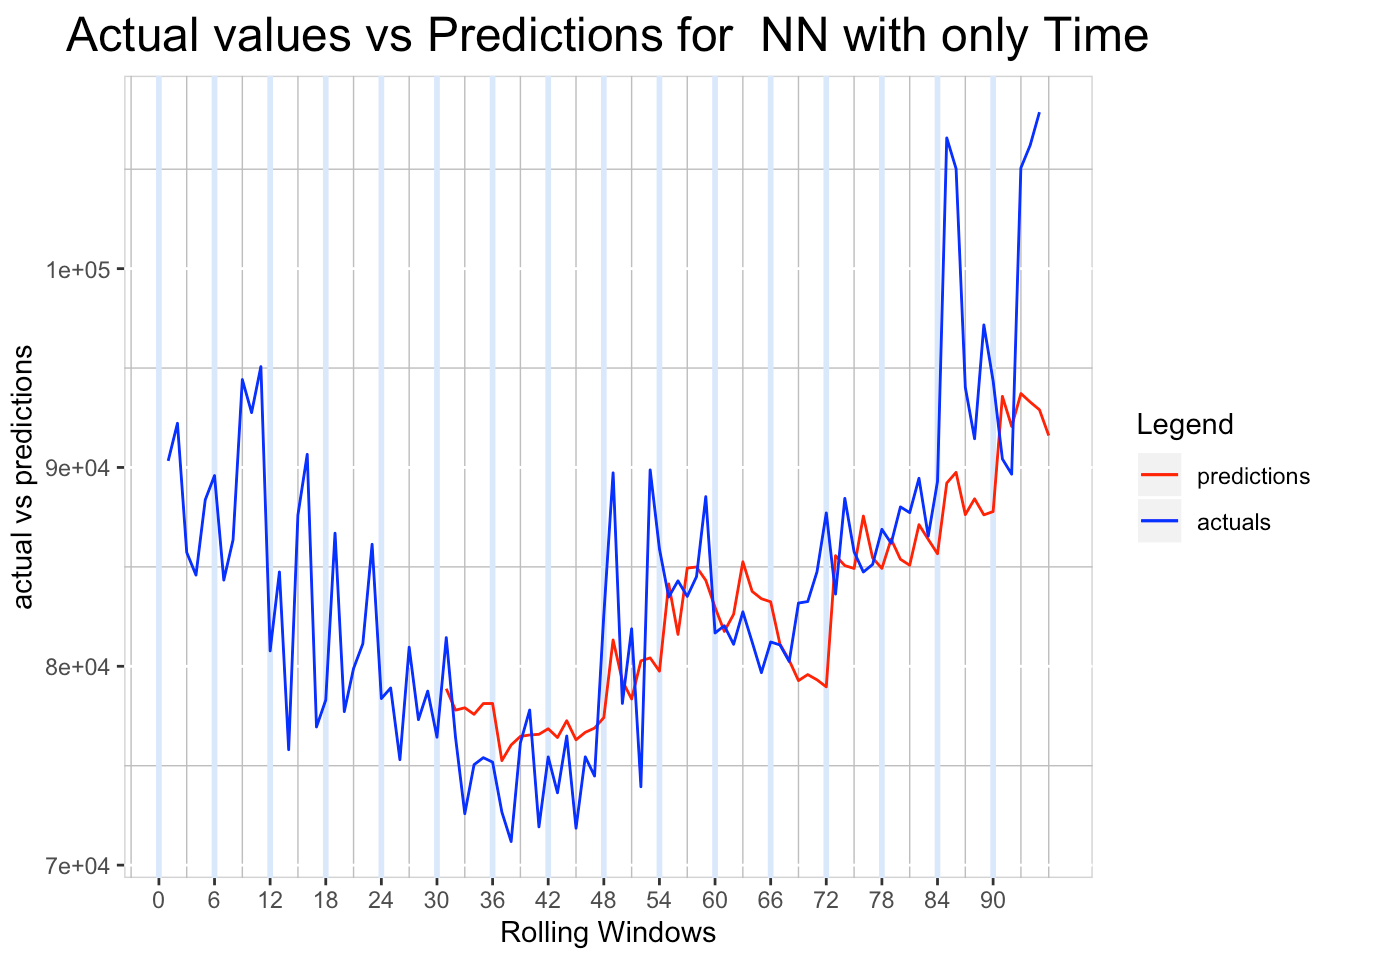 Actual values vs Predictions for  NN with only Time
actual vs predictions
1e+05
9e+04
8e+04
7e+04
0 6 12 18 24 30 36 42 48 54 60 66 72 78 84 90
Rolling Windows
Legend
predictions
actuals